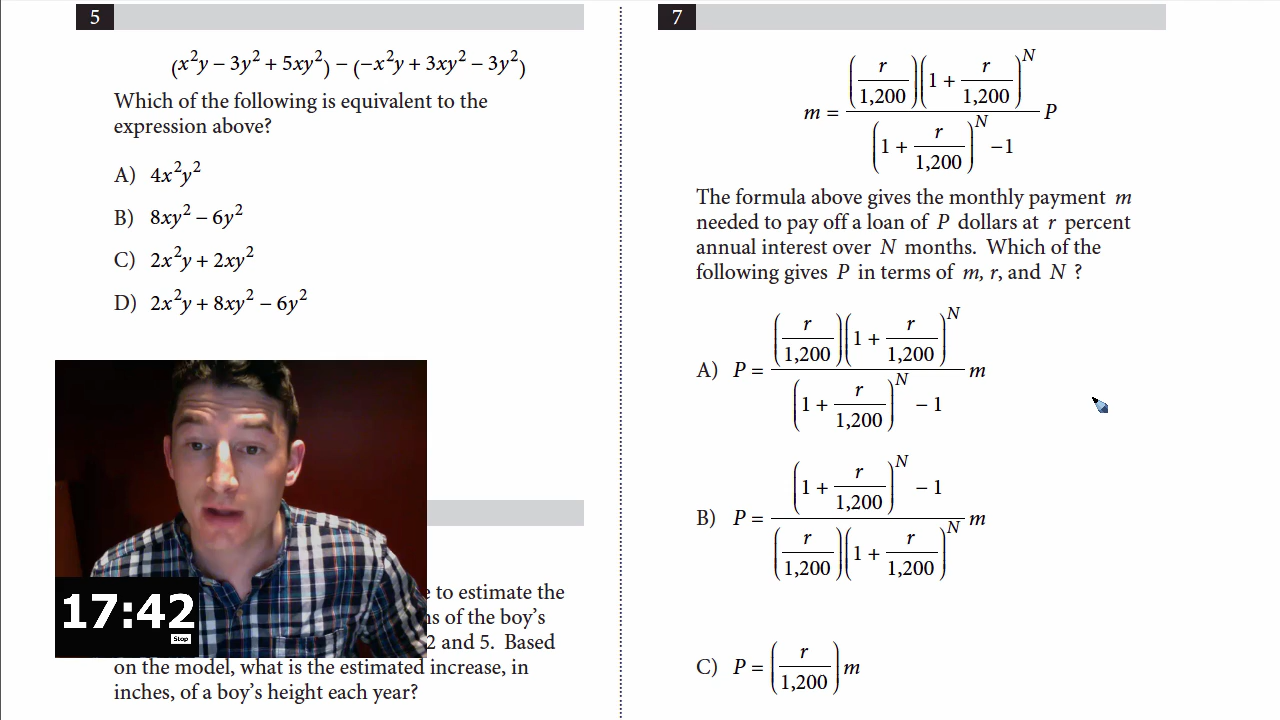 5
(x²y − 3y² + 5xy²) − (−x²y + 3xy² − 3y²)
Which of the following is equivalent to the
expression above?
A) 4x²y²
B) 8xy² − 6y²
C) 2x²y + 2xy²
D) 2x²y + 8xy² − 6y²
17:42
Stop
to estimate the
of the boy’s
2 and 5. Based
on the model, what is the estimated increase, in
inches, of a boy’s height each year?
7
m = (r/1,200)(1 + r/1,200)^N / ((1 + r/1,200)^N − 1) P
The formula above gives the monthly payment m
needed to pay off a loan of P dollars at r percent
annual interest over N months. Which of the
following gives P in terms of m, r, and N ?
A) P = (r/1,200)(1 + r/1,200)^N / ((1 + r/1,200)^N − 1) m
B) P = ((1 + r/1,200)^N − 1) / (r/1,200)(1 + r/1,200)^N m
C) P = (r/1,200) m